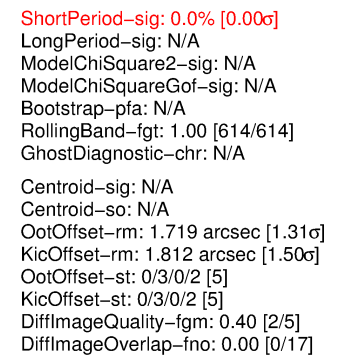 ShortPeriod−sig: 0.0% [0.00σ]
LongPeriod−sig: N/A
ModelChiSquare2−sig: N/A
ModelChiSquareGof−sig: N/A
Bootstrap−pfa: N/A
RollingBand−fgt: 1.00 [614/614]
GhostDiagnostic−chr: N/A
Centroid−sig: N/A
Centroid−so: N/A
OotOffset−rm: 1.719 arcsec [1.31σ]
KicOffset−rm: 1.812 arcsec [1.50σ]
OotOffset−st: 0/3/0/2 [5]
KicOffset−st: 0/3/0/2 [5]
DiffImageQuality−fgm: 0.40 [2/5]
DiffImageOverlap−fno: 0.00 [0/17]